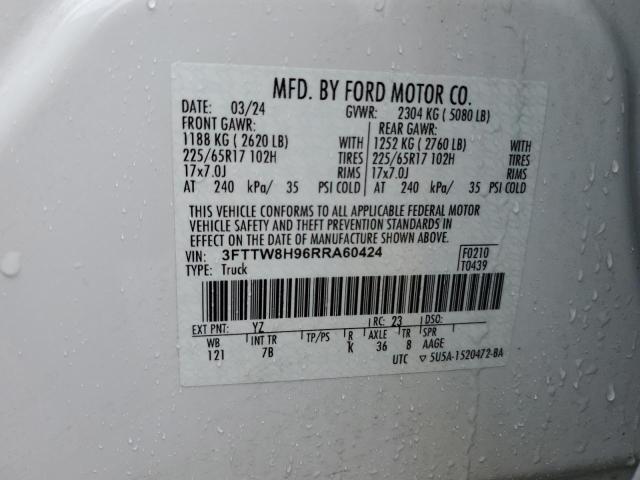 MFD. BY FORD MOTOR CO.
DATE: 03/24 GVWR: 2304 KG ( 5080 LB)
FRONT GAWR: REAR GAWR:
1188 KG ( 2620 LB) WITH 1252 KG ( 2760 LB) WITH
225/65R17 102H TIRES 225/65R17 102H TIRES
17x7.0J RIMS 17x7.0J RIMS
AT 240 kPa/ 35 PSI COLD AT 240 kPa/ 35 PSI COLD
THIS VEHICLE CONFORMS TO ALL APPLICABLE FEDERAL MOTOR
VEHICLE SAFETY AND THEFT PREVENTION STANDARDS IN
EFFECT ON THE DATE OF MANUFACTURE SHOWN ABOVE.
VIN: 3FTTW8H96RRA60424 F0210
TYPE: Truck T0439
EXT PNT: YZ RC: 23 DSO:
WB INT TR TP/PS R AXLE TR SPR
121 7B K 36 8 AAGE
UTC ▽ 5U5A-1520472-BA